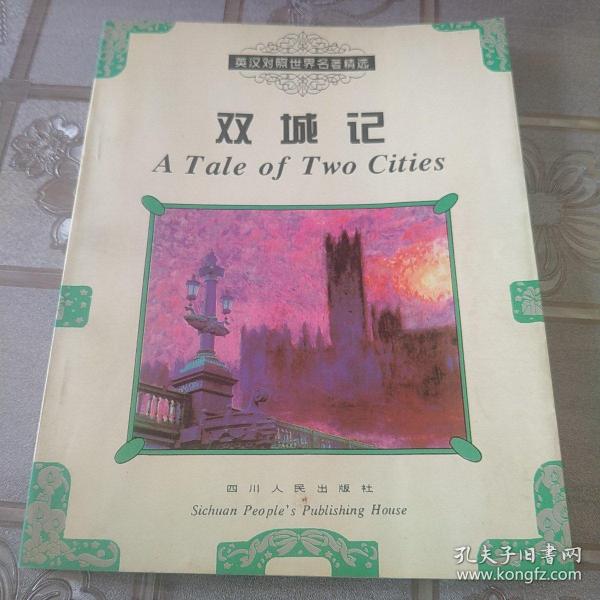 英汉对照世界名著精选
双城记
A Tale of Two Cities
四川人民出版社
Sichuan People's Publishing House
孔夫子旧书网
www.kongfz.com